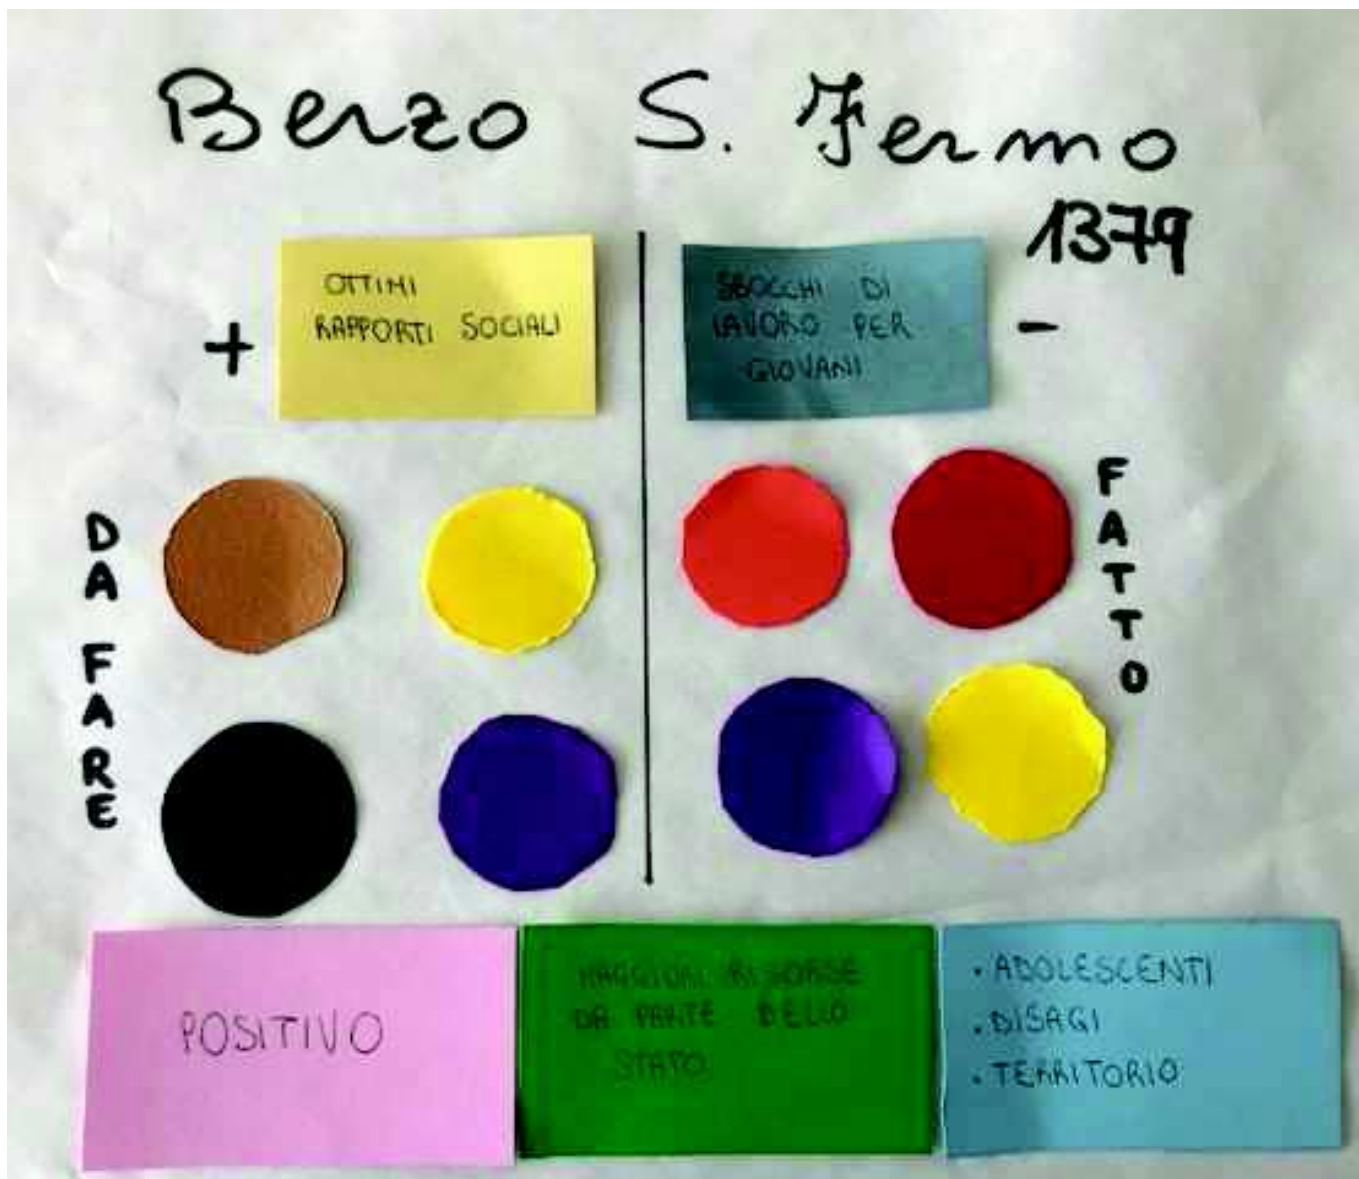 Berzo S. Fermo
1379
+
OTTIMI
RAPPORTI SOCIALI
SBOCCHI DI
LAVORO PER
GIOVANI
-
DA FARE
FATTO
POSITIVO
MAGGIORI RISORSE
DA PARTE DELLO
STATO
• ADOLESCENTI
• DISAGI
• TERRITORIO